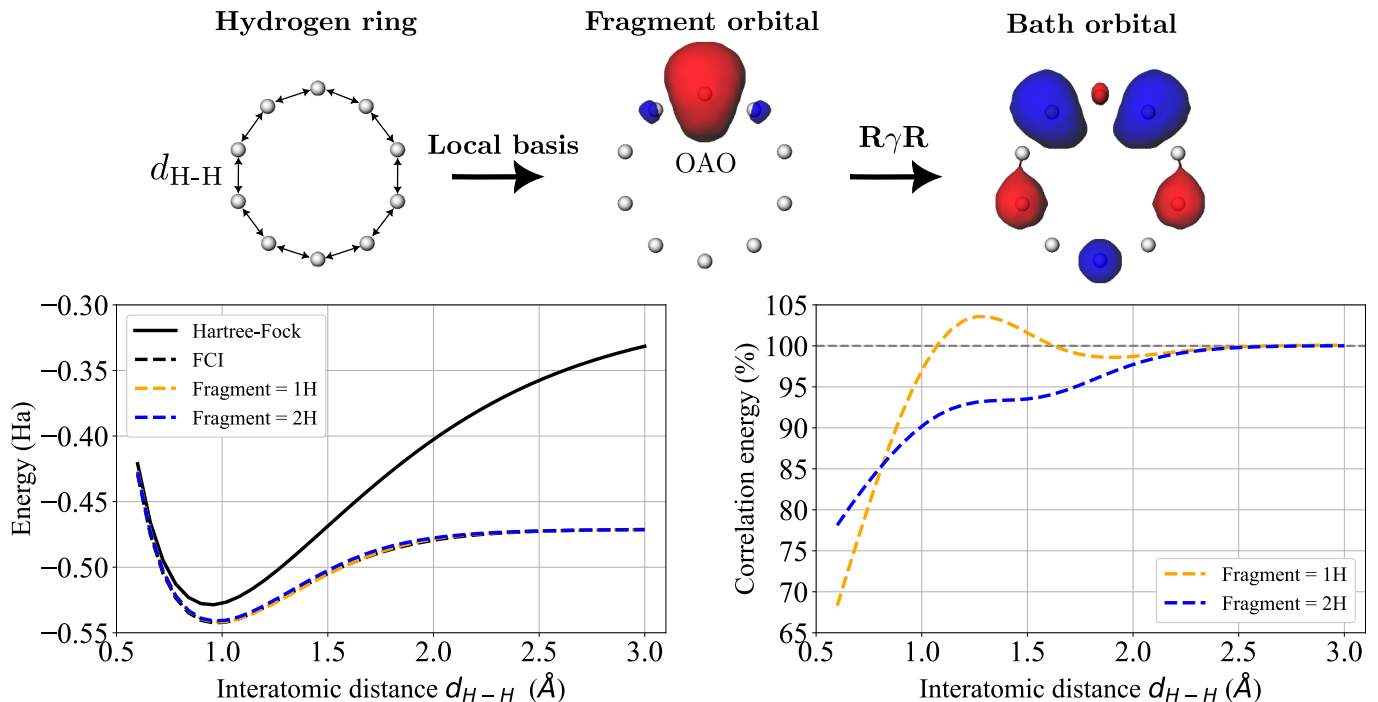 Hydrogen ring
Fragment orbital
Bath orbital
d_H-H
Local basis
OAO
RγR
−0.30
−0.35
−0.40
−0.45
−0.50
−0.55
Energy (Ha)
Hartree-Fock
FCI
Fragment = 1H
Fragment = 2H
0.5
1.0
1.5
2.0
2.5
3.0
Interatomic distance d_H−H (Å)
105
100
95
90
85
80
75
70
65
Correlation energy (%)
Fragment = 1H
Fragment = 2H
0.5
1.0
1.5
2.0
2.5
3.0
Interatomic distance d_H−H (Å)